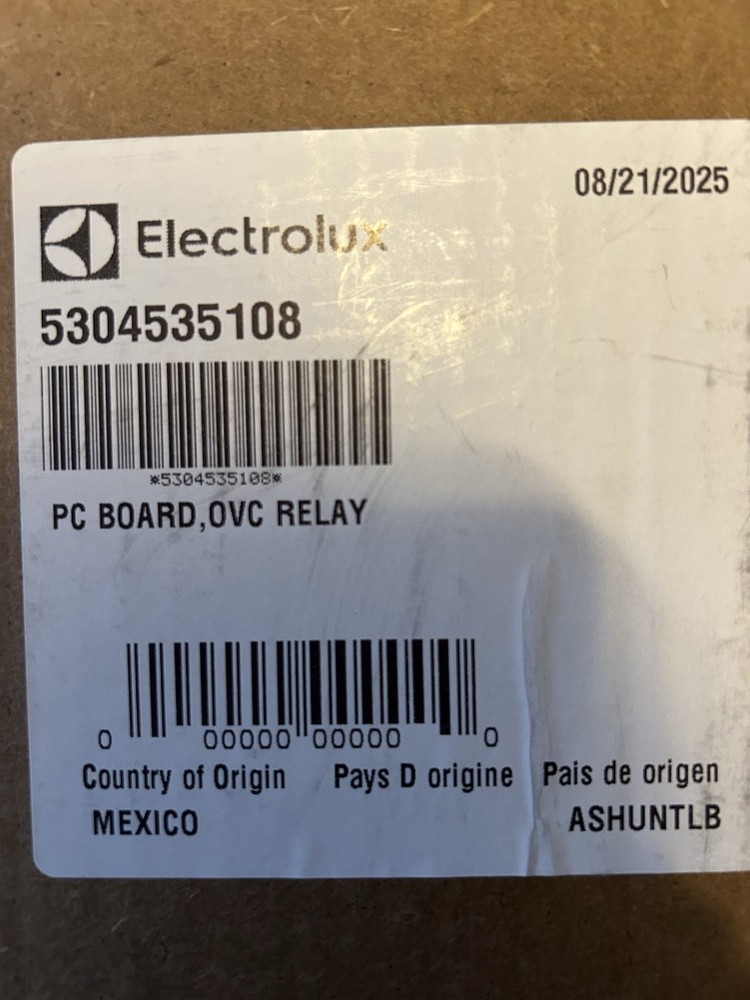 08/21/2025
Electrolux
5304535108
*5304535108*
PC BOARD,OVC RELAY
0 00000 00000 0
Country of Origin Pays D origine Pais de origen
MEXICO ASHUNTLB